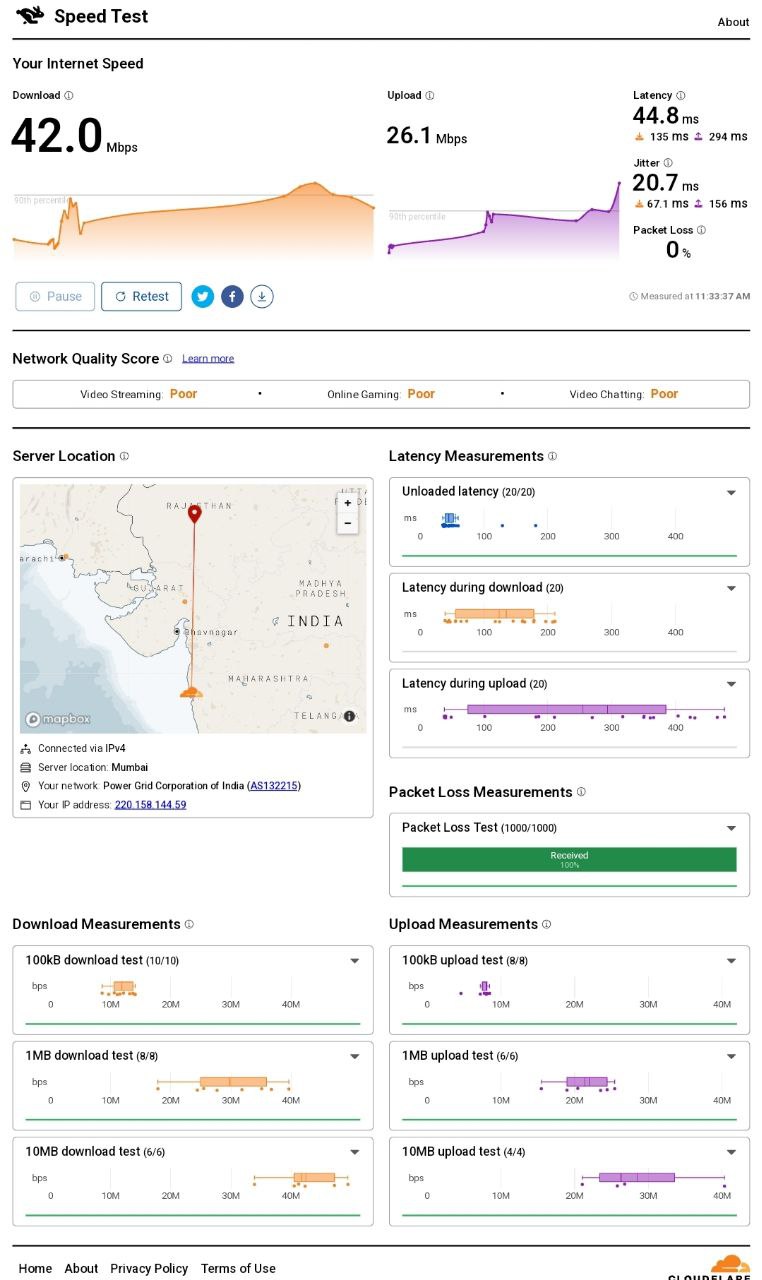 Speed Test
About
Your Internet Speed
Download
42.0 Mbps
90th percentile
Upload
26.1 Mbps
90th percentile
Latency
44.8 ms
135 ms 294 ms
Jitter
20.7 ms
67.1 ms 156 ms
Packet Loss
0 %
Pause
Retest
Measured at 11:33:37 AM
Network Quality Score Learn more
Video Streaming: Poor • Online Gaming: Poor • Video Chatting: Poor
Server Location
RAJASTHAN
+
−
arachi
GUJARAT
MADHYA
PRADESH
INDIA
Bhavnagar
MAHARASHTRA
TELANGA
mapbox
Connected via IPv4
Server location: Mumbai
Your network: Power Grid Corporation of India (AS132215)
Your IP address: 220.158.144.59
Latency Measurements
Unloaded latency (20/20)
ms
0 100 200 300 400
Latency during download (20)
ms
0 100 200 300 400
Latency during upload (20)
ms
0 100 200 300 400
Packet Loss Measurements
Packet Loss Test (1000/1000)
Received
100%
Download Measurements
100kB download test (10/10)
bps
0 10M 20M 30M 40M
1MB download test (8/8)
bps
0 10M 20M 30M 40M
10MB download test (6/6)
bps
0 10M 20M 30M 40M
Upload Measurements
100kB upload test (8/8)
bps
0 10M 20M 30M 40M
1MB upload test (6/6)
bps
0 10M 20M 30M 40M
10MB upload test (4/4)
bps
0 10M 20M 30M 40M
Home About Privacy Policy Terms of Use
CLOUDFLARE